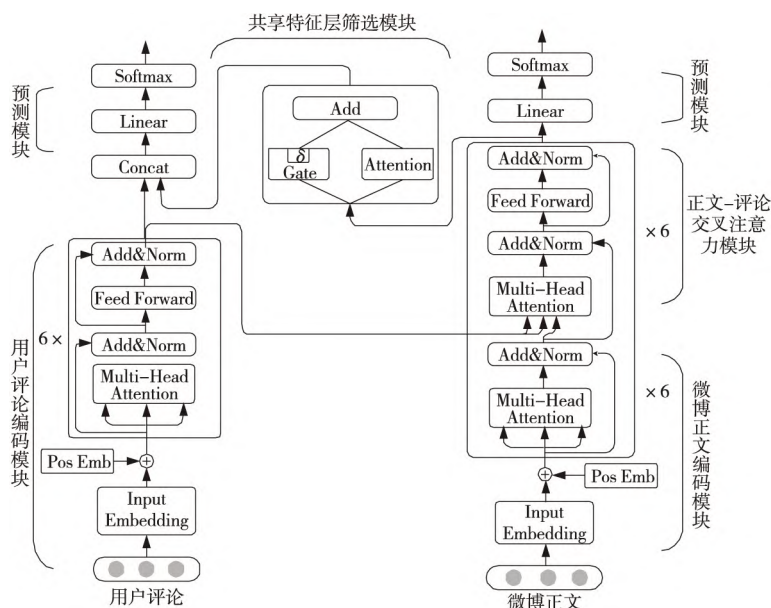 共享特征层筛选模块
Softmax
Linear
Concat
预测模块
Add
δ
Gate
Attention
Softmax
Linear
预测模块
Add&Norm
Feed Forward
Add&Norm
Multi-Head
Attention
×6
正文-评论
交叉注意
力模块
Add&Norm
Feed Forward
6×
Add&Norm
Multi-Head
Attention
用户评论编码模块
Pos Emb
Input
Embedding
用户评论
Add&Norm
Multi-Head
Attention
×6
微博正文编码模块
Pos Emb
Input
Embedding
微博正文